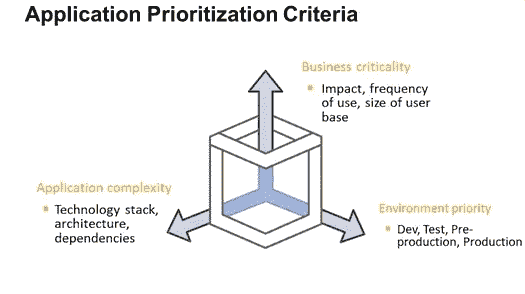 Application Prioritization Criteria
Business criticality
Impact, frequency
of use, size of user
base
Application complexity
Technology stack,
architecture,
dependencies
Environment priority
Dev, Test, Pre-
production, Production